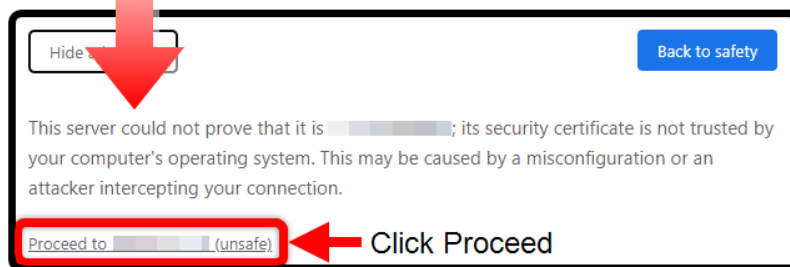 Hide
Back to safety
This server could not prove that it is ; its security certificate is not trusted by
your computer's operating system. This may be caused by a misconfiguration or an
attacker intercepting your connection.
Proceed to (unsafe)
Click Proceed